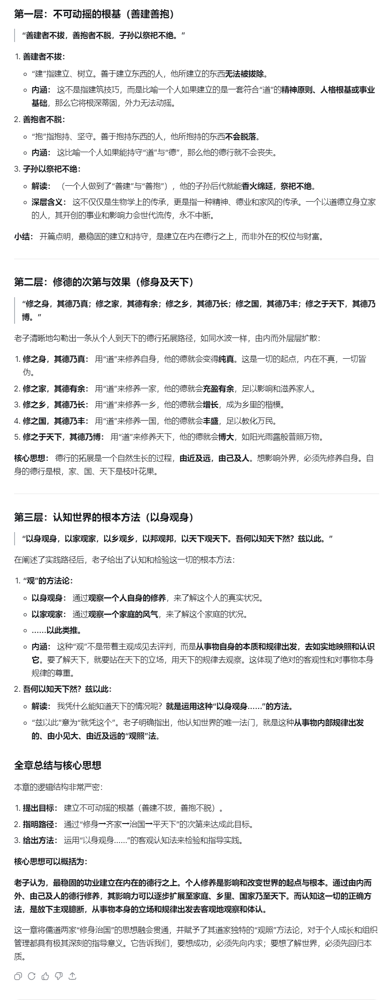 第一层：不可动摇的根基（善建善抱）
“善建者不拔，善抱者不脱，子孙以祭祀不绝。”
1. 善建者不拔：
“建”指建立、树立。善于建立东西的人，他所建立的东西无法被拔除。
内涵： 这不是指建筑技巧，而是比喻一个人如果建立的是一套符合“道”的精神原则、人格根基或事业
基础，那么它将根深蒂固，外力无法动摇。
2. 善抱者不脱：
“抱”指抱持、坚守。善于抱持东西的人，他所抱持的东西不会脱落。
内涵： 这比喻一个人如果能持守“道”与“德”，那么他的德行就不会丧失。
3. 子孙以祭祀不绝：
解读： （一个人做到了“善建”与“善抱”），他的子孙后代就能香火绵延，祭祀不绝。
深层含义： 这不仅仅是生物学上的传承，更是指一种精神、德业和家风的传承。一个以道德立身立家
的人，其开创的事业和影响力会世代流传，永不中断。
小结： 开篇点明，最稳固的建立和持守，是建立在内在德行之上，而非外在的权位与财富。
第二层：修德的次第与效果（修身及天下）
“修之身，其德乃真；修之家，其德有余；修之乡，其德乃长；修之国，其德乃丰；修之于天下，其德乃
博。”
老子清晰地勾勒出一条从个人到天下的德行拓展路径，如同水波一样，由内而外层层扩散：
1. 修之身，其德乃真： 用“道”来修养自身，他的德就会变得纯真。这是一切的起点，内在不真，一切皆
伪。
2. 修之家，其德有余： 用“道”来修养一家，他的德就会充盈有余，足以影响和滋养家人。
3. 修之乡，其德乃长： 用“道”来修养一乡，他的德就会增长，成为乡里的楷模。
4. 修之国，其德乃丰： 用“道”来修养一国，他的德就会丰盛，足以教化万民。
5. 修之于天下，其德乃博： 用“道”来修养天下，他的德就会博大，如阳光雨露般普照万物。
核心思想： 德行的拓展是一个自然生长的过程，由近及远，由己及人。想影响外界，必须先修养自身。自
身的德行是根，家、国、天下是枝叶花果。
第三层：认知世界的根本方法（以身观身）
“以身观身，以家观家，以乡观乡，以邦观邦，以天下观天下。吾何以知天下然？兹以此。”
在阐述了实践路径后，老子给出了认知和检验这一切的根本方法：
1. “观”的方法论：
以身观身： 通过观察一个人自身的修养，来了解这个人的真实状况。
以家观家： 通过观察一个家庭的风气，来了解这个家庭的状况。
……以此类推。
内涵： 这种“观”不是带着主观成见去评判，而是从事物自身的本质和规律出发，去如实地映照和认识
它。要了解天下，就要站在天下的立场，用天下的规律去观察。这体现了绝对的客观性和对事物本身
规律的尊重。
2. 吾何以知天下然？兹以此：
解读： 我凭什么能知道天下的情况呢？就是运用这种“以身观身……”的方法。
“兹以此”意为“就凭这个”。老子明确指出，他认知世界的唯一法门，就是这种从事物内部规律出发
的、由小见大、由近及远的“观照”法。
全章总结与核心思想
本章的逻辑结构非常严密：
1. 提出目标： 建立不可动摇的根基（善建不拔，善抱不脱）。
2. 指明路径： 通过“修身→齐家→治国→平天下”的次第来达成此目标。
3. 给出方法： 运用“以身观身……”的客观认知法来检验和指导实践。
核心思想可以概括为：
老子认为，最稳固的功业建立在内在的德行之上。个人修养是影响和改变世界的起点与根本。通过由内而
外、由己及人的德行修养，其影响力可以逐步扩展至家庭、乡里、国家乃至天下。而认知这一切的正确方
法，是放下主观臆断，从事物本身的立场和规律出发去客观地观察和体认。
这一章将儒道两家“修身治国”的思想融会贯通，并赋予了其道家独特的“观照”方法论，对于个人成长和组织
管理都具有极其深刻的指导意义。它告诉我们，要想成功，必须先向内求；要想了解世界，必须先回归本
质。